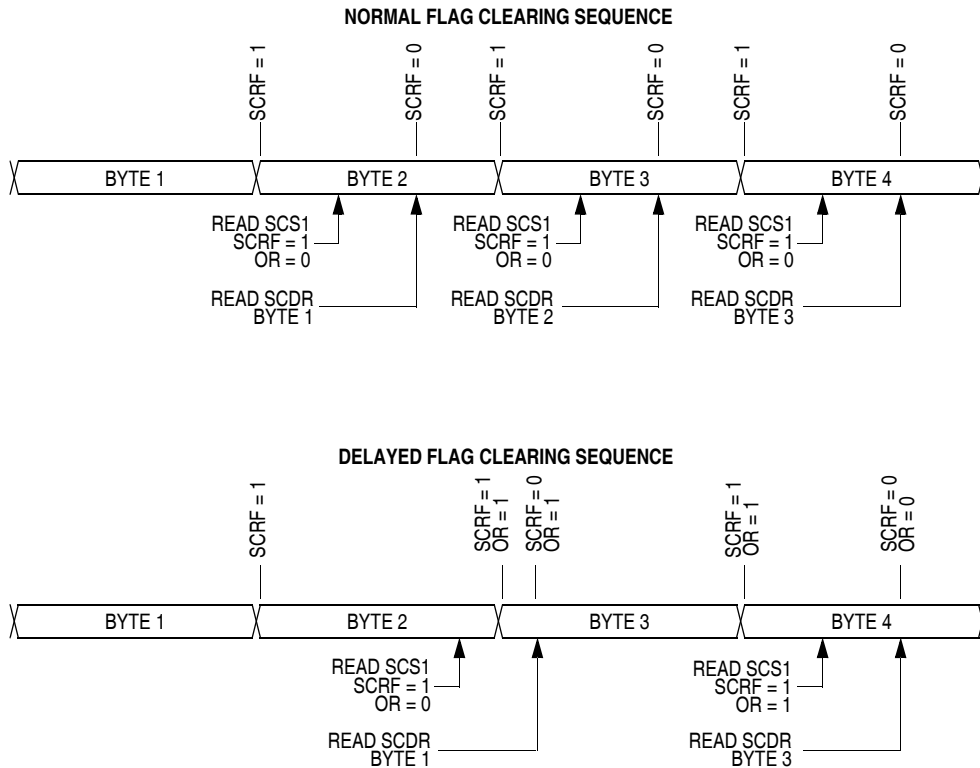 NORMAL FLAG CLEARING SEQUENCE
SCRF = 1
SCRF = 0
SCRF = 1
SCRF = 0
SCRF = 1
SCRF = 0
BYTE 1
BYTE 2
BYTE 3
BYTE 4
READ SCS1
SCRF = 1
OR = 0
READ SCS1
SCRF = 1
OR = 0
READ SCS1
SCRF = 1
OR = 0
READ SCDR
BYTE 1
READ SCDR
BYTE 2
READ SCDR
BYTE 3
DELAYED FLAG CLEARING SEQUENCE
SCRF = 1
SCRF = 1
OR = 1
SCRF = 0
OR = 1
SCRF = 1
OR = 1
SCRF = 0
OR = 0
BYTE 1
BYTE 2
BYTE 3
BYTE 4
READ SCS1
SCRF = 1
OR = 0
READ SCS1
SCRF = 1
OR = 1
READ SCDR
BYTE 1
READ SCDR
BYTE 3